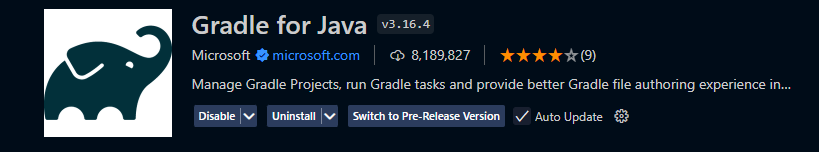 Gradle for Java v3.16.4
Microsoft microsoft.com 8,189,827 (9)
Manage Gradle Projects, run Gradle tasks and provide better Gradle file authoring experience in...
Disable Uninstall Switch to Pre-Release Version Auto Update